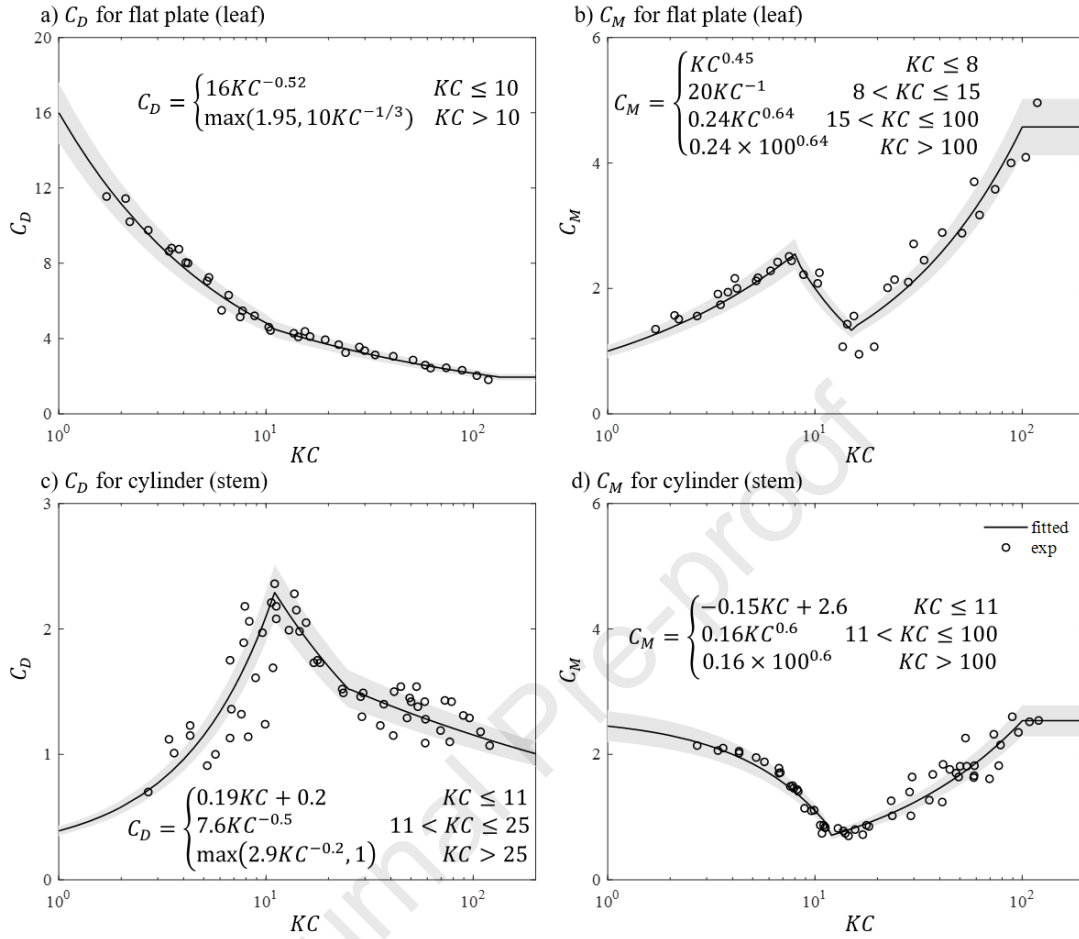 a) C_D for flat plate (leaf)
20
16
12
8
4
0
C_D
C_D = { 16KC^{-0.52} KC ≤ 10
max(1.95, 10KC^{-1/3}) KC > 10
10^0 10^1 10^2
KC
b) C_M for flat plate (leaf)
6
4
2
0
C_M
C_M = { KC^{0.45} KC ≤ 8
20KC^{-1} 8 < KC ≤ 15
0.24KC^{0.64} 15 < KC ≤ 100
0.24 × 100^{0.64} KC > 100
10^0 10^1 10^2
KC
c) C_D for cylinder (stem)
3
2
1
0
C_D
C_D = { 0.19KC + 0.2 KC ≤ 11
7.6KC^{-0.5} 11 < KC ≤ 25
max(2.9KC^{-0.2}, 1) KC > 25
10^0 10^1 10^2
KC
d) C_M for cylinder (stem)
6
4
2
0
C_M
fitted
exp
C_M = { -0.15KC + 2.6 KC ≤ 11
0.16KC^{0.6} 11 < KC ≤ 100
0.16 × 100^{0.6} KC > 100
10^0 10^1 10^2
KC
urnal Pre-proof